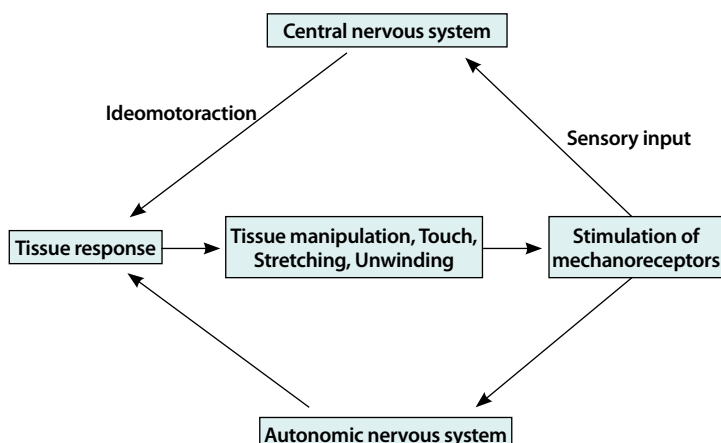 Central nervous system
Ideomotoraction
Sensory input
Tissue response
Tissue manipulation, Touch,
Stretching, Unwinding
Stimulation of
mechanoreceptors
Autonomic nervous system